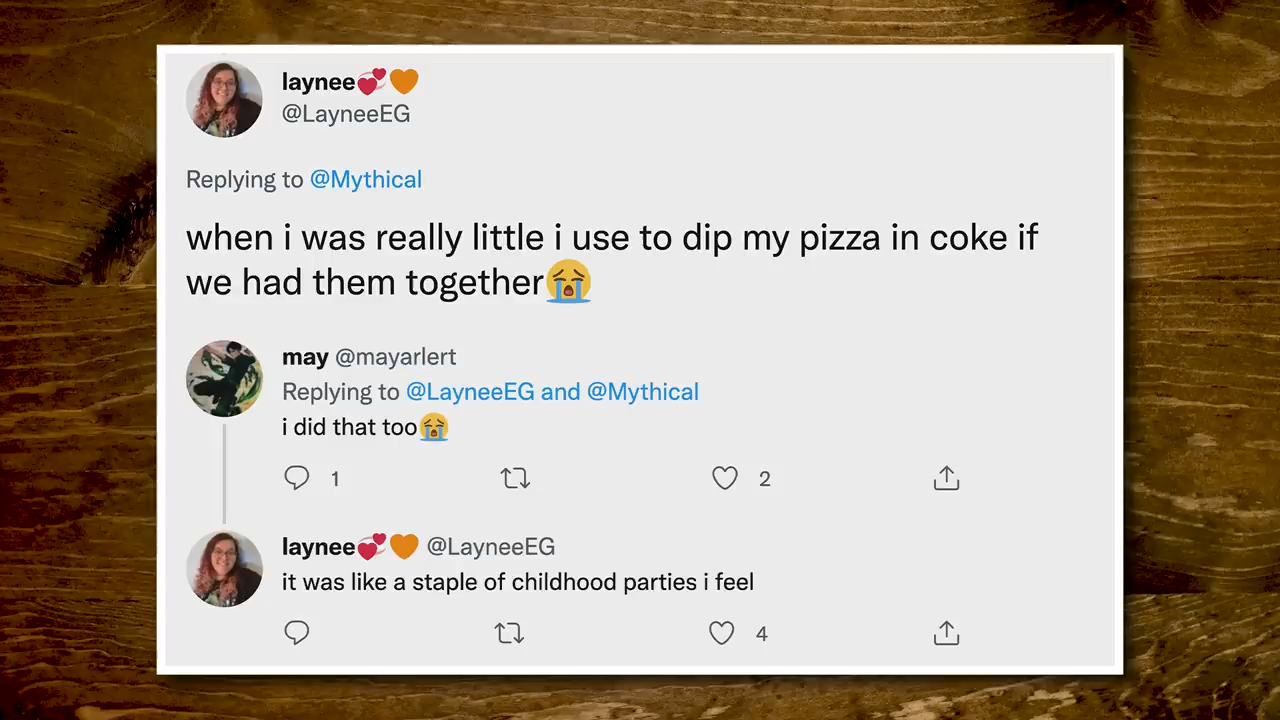 laynee💞🧡
@LayneeEG
Replying to @Mythical
when i was really little i use to dip my pizza in coke if
we had them together😭
may @mayarlert
Replying to @LayneeEG and @Mythical
i did that too😭
1 2
laynee💞🧡 @LayneeEG
it was like a staple of childhood parties i feel
4